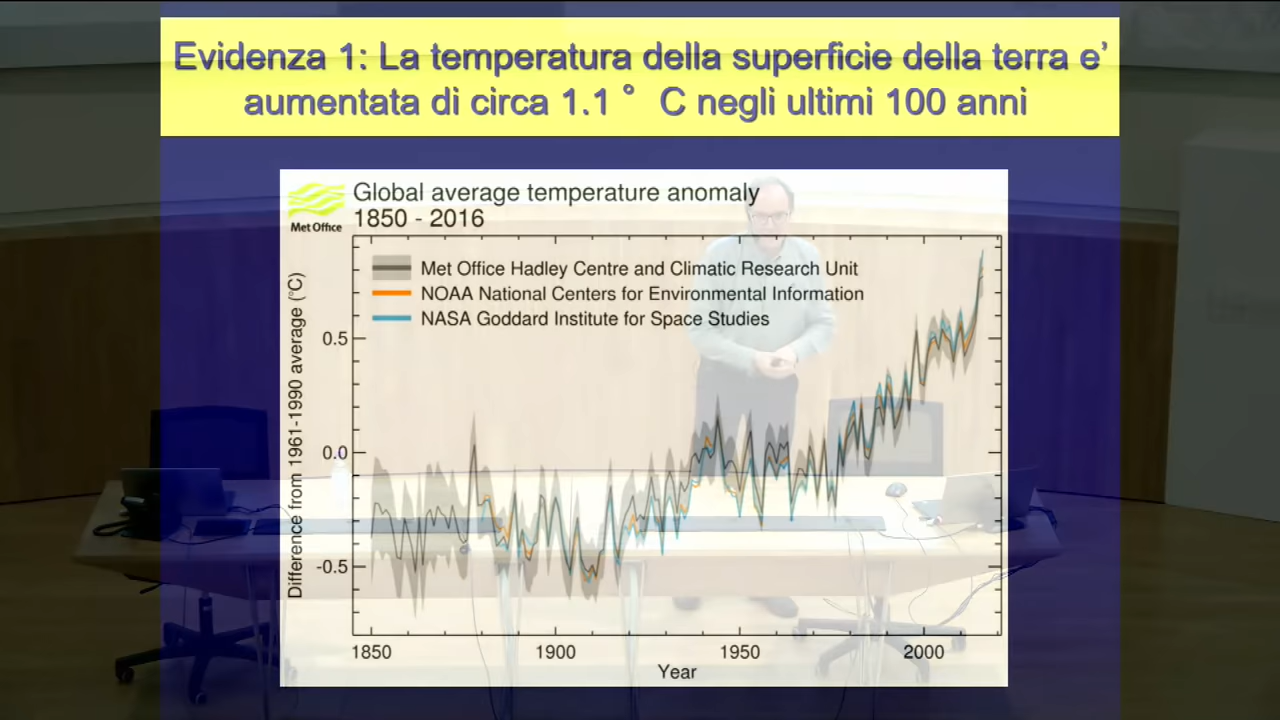 Evidenza 1: La temperatura della superficie della terra e’
aumentata di circa 1.1 ° C negli ultimi 100 anni
Met Office
Global average temperature anomaly
1850 - 2016
Met Office Hadley Centre and Climatic Research Unit
NOAA National Centers for Environmental Information
NASA Goddard Institute for Space Studies
Difference from 1961-1990 average (°C)
0.5
0.0
-0.5
1850 1900 1950 2000
Year